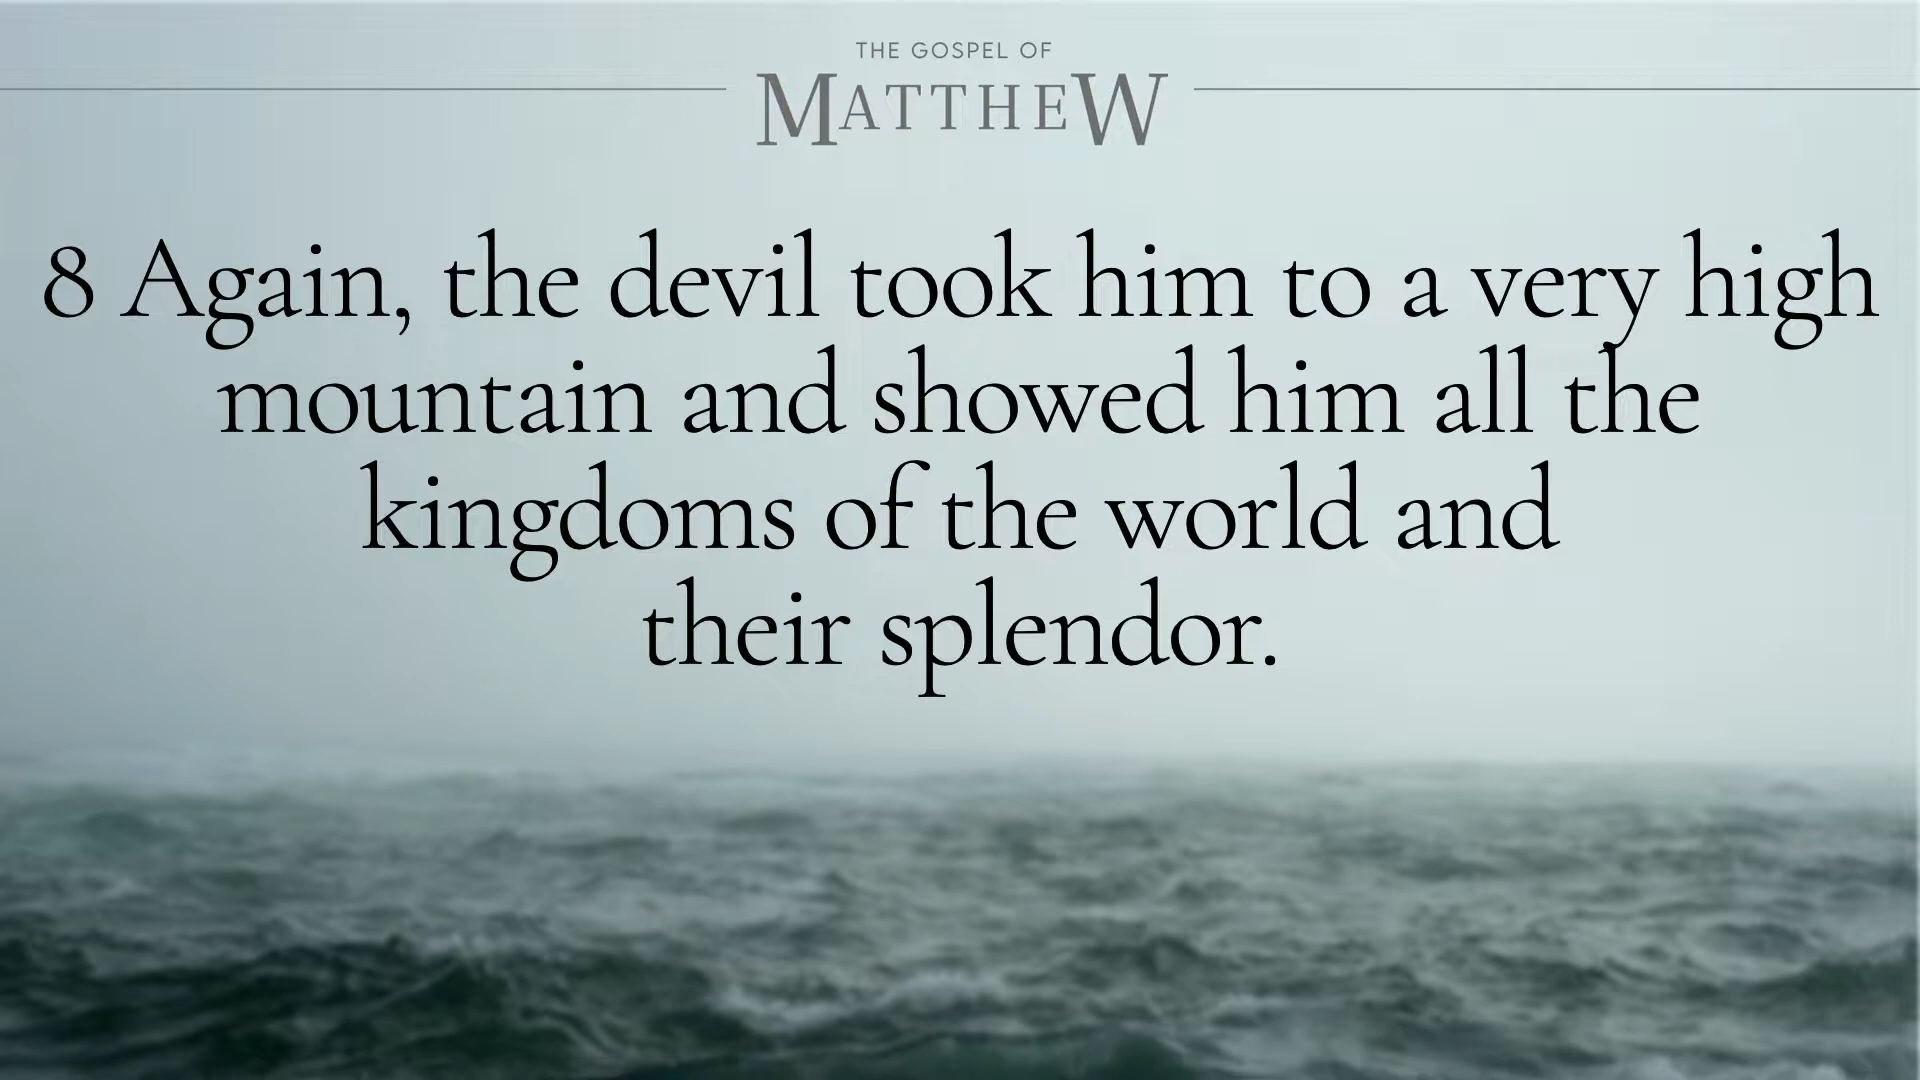 THE GOSPEL OF
MATTHEW
8 Again, the devil took him to a very high
mountain and showed him all the
kingdoms of the world and
their splendor.